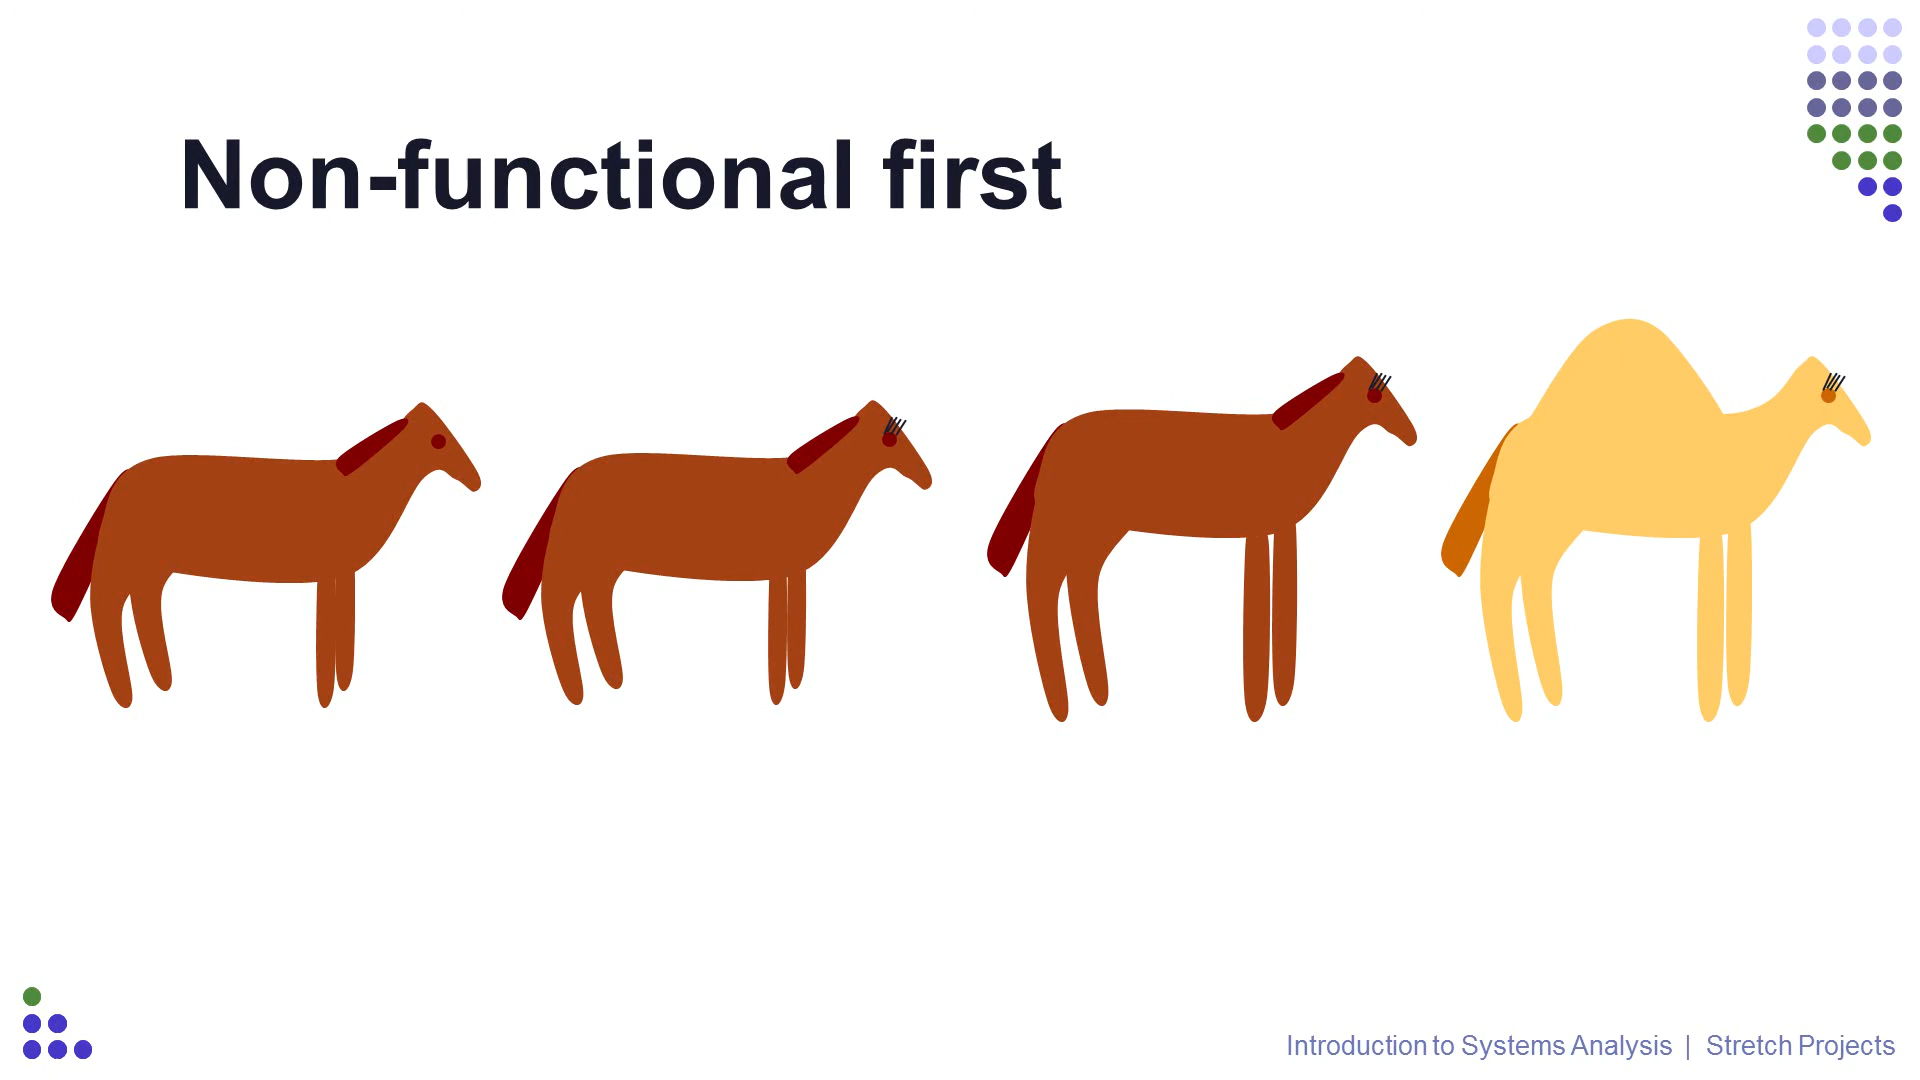 Non-functional first
Introduction to Systems Analysis | Stretch Projects